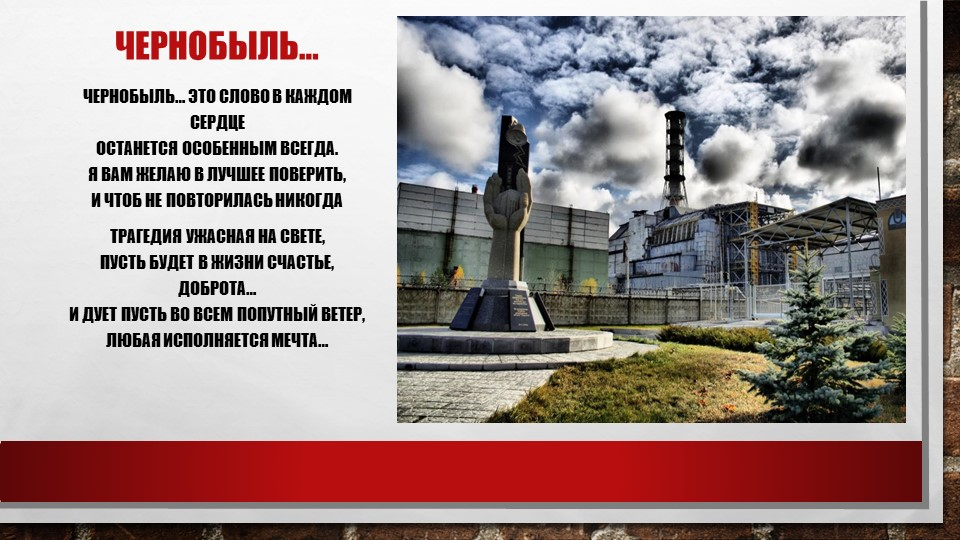 ЧЕРНОБЫЛЬ...
ЧЕРНОБЫЛЬ... ЭТО СЛОВО В КАЖДОМ
СЕРДЦЕ
ОСТАНЕТСЯ ОСОБЕННЫМ ВСЕГДА.
Я ВАМ ЖЕЛАЮ В ЛУЧШЕЕ ПОВЕРИТЬ,
И ЧТОБ НЕ ПОВТОРИЛАСЬ НИКОГДА
ТРАГЕДИЯ УЖАСНАЯ НА СВЕТЕ,
ПУСТЬ БУДЕТ В ЖИЗНИ СЧАСТЬЕ,
ДОБРОТА...
И ДУЕТ ПУСТЬ ВО ВСЕМ ПОПУТНЫЙ ВЕТЕР,
ЛЮБАЯ ИСПОЛНЯЕТСЯ МЕЧТА...